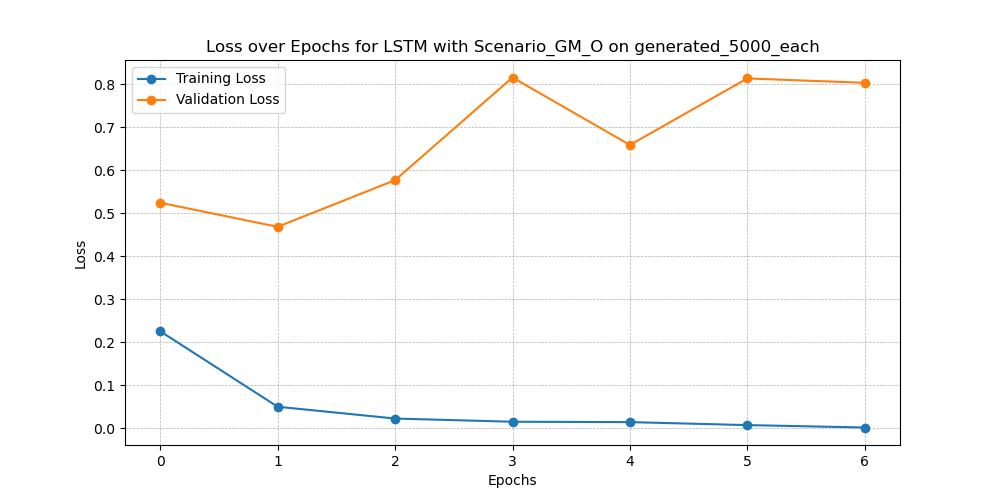 Loss over Epochs for LSTM with Scenario_GM_O on generated_5000_each
Training Loss
Validation Loss
0.8
0.7
0.6
0.5
0.4
0.3
0.2
0.1
0.0
Loss
0 1 2 3 4 5 6
Epochs